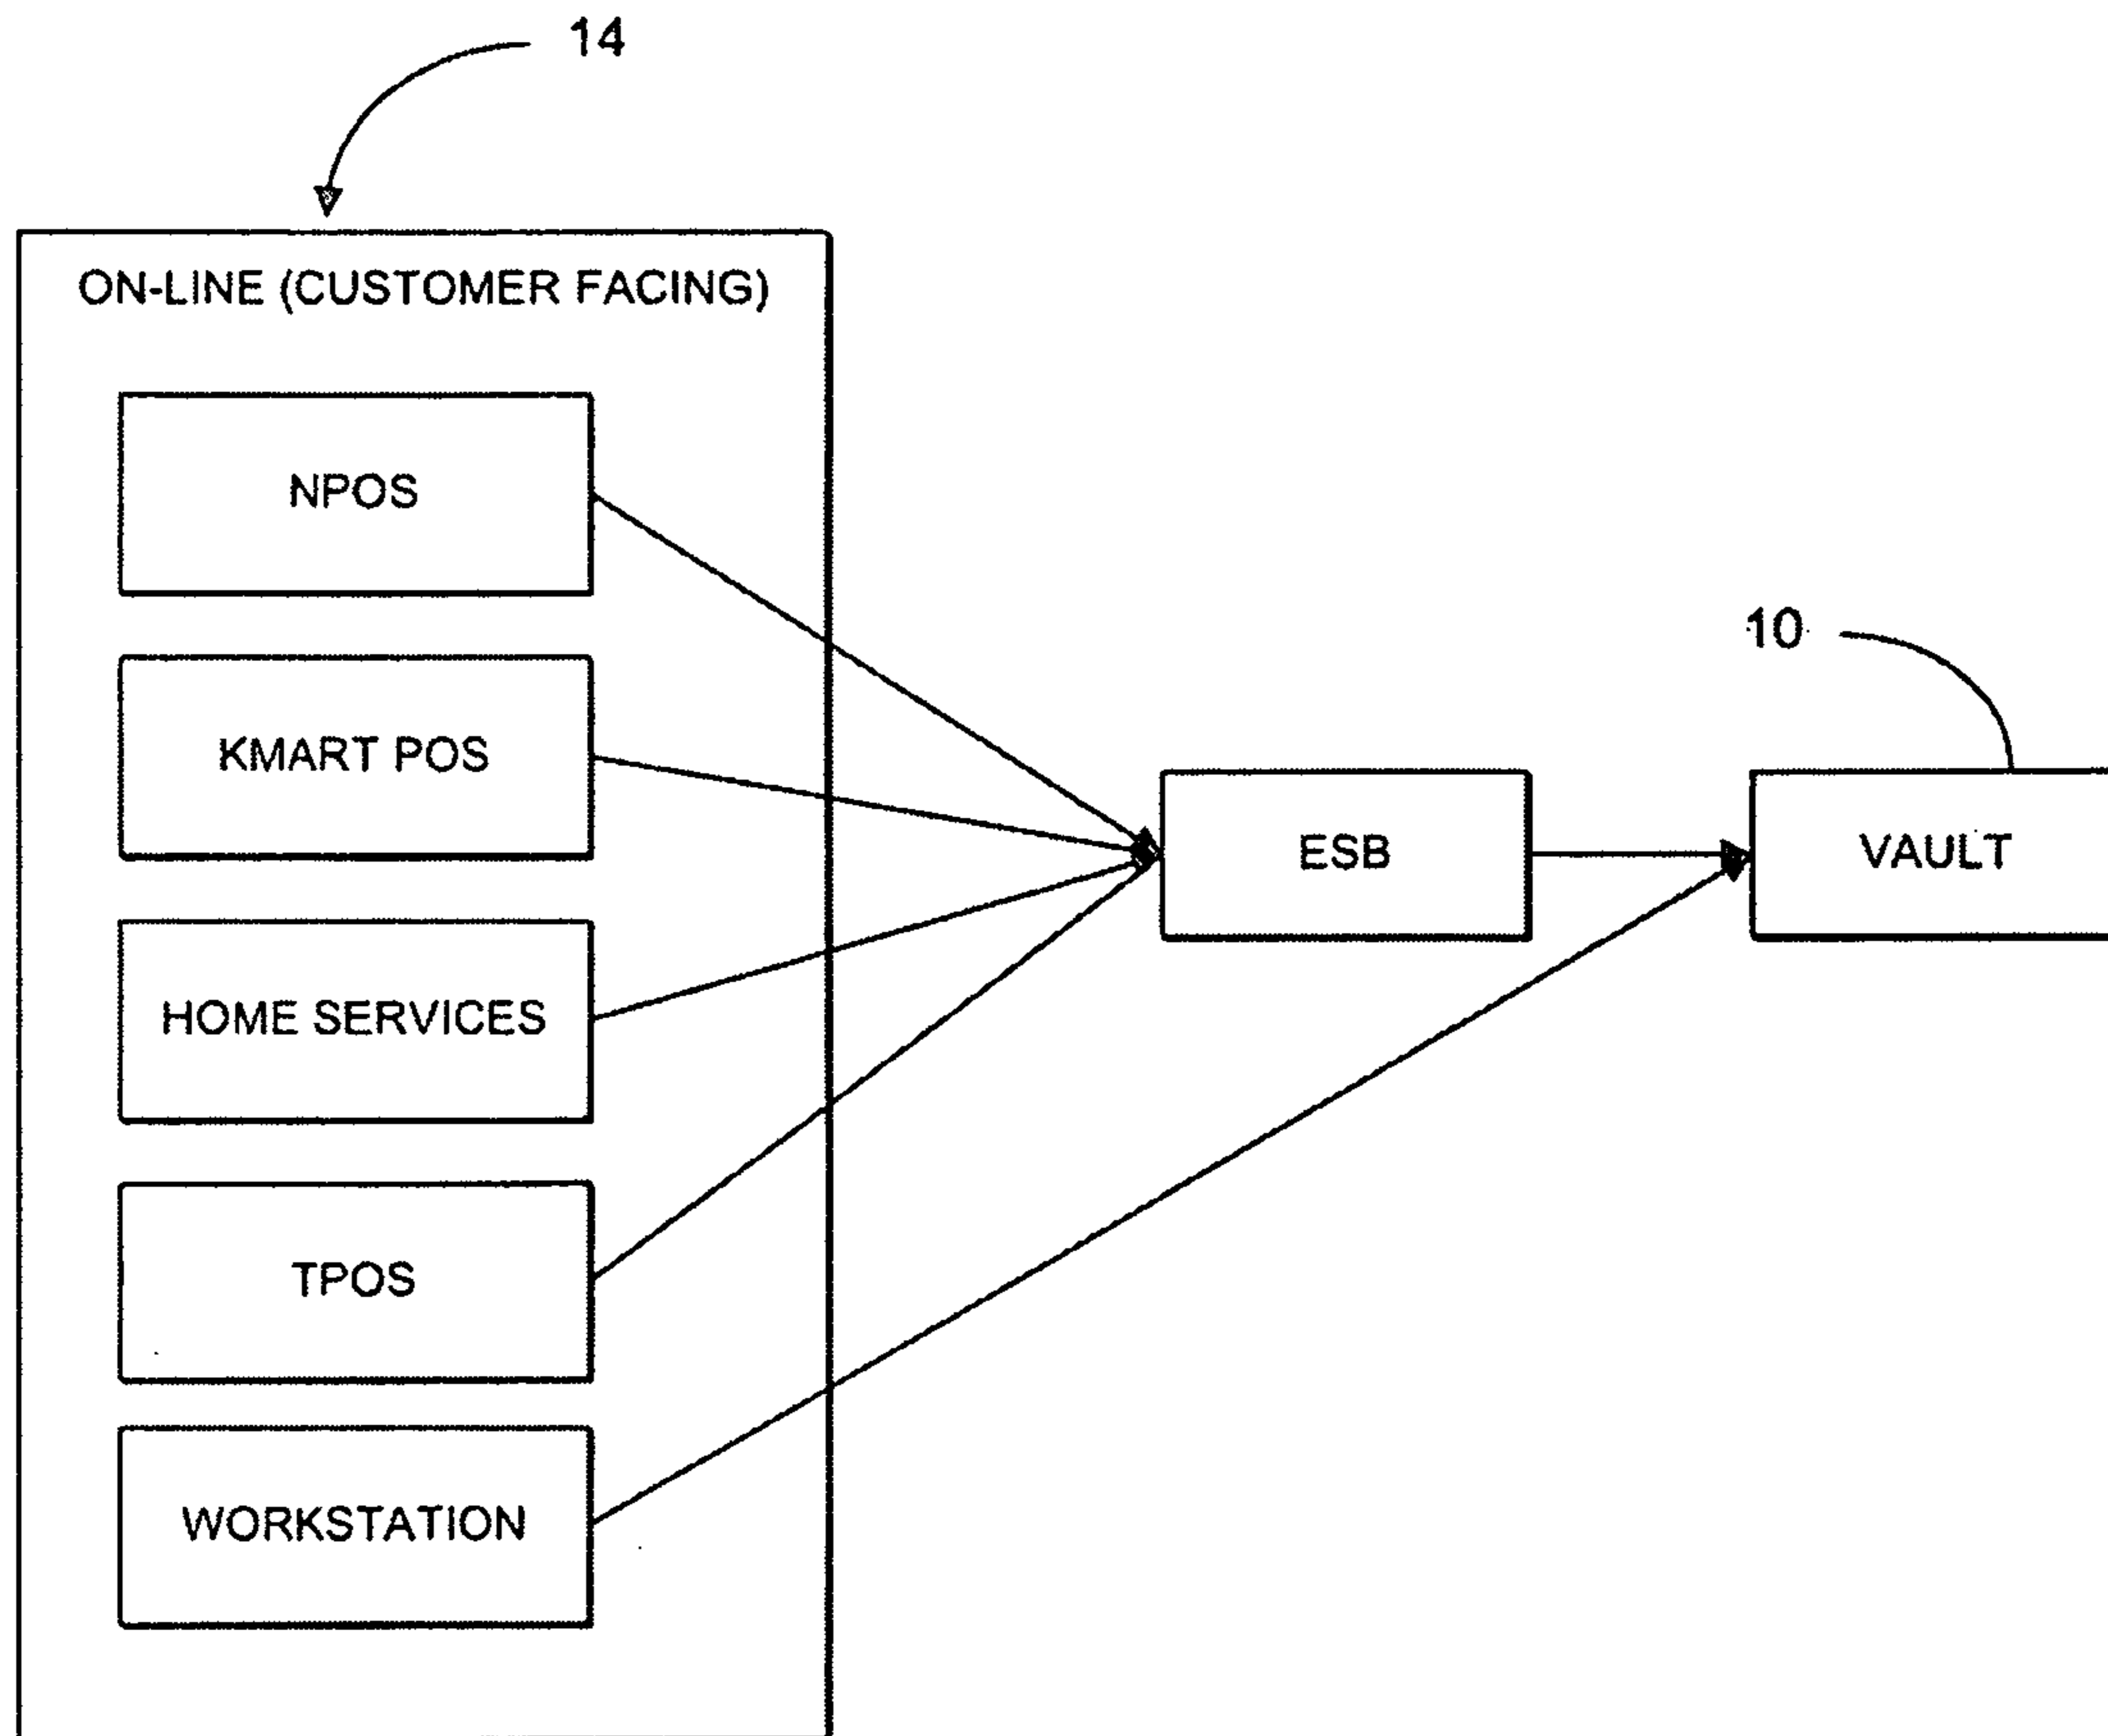 14
ON-LINE (CUSTOMER FACING)
NPOS
KMART POS
HOME SERVICES
TPOS
WORKSTATION
ESB
10
VAULT